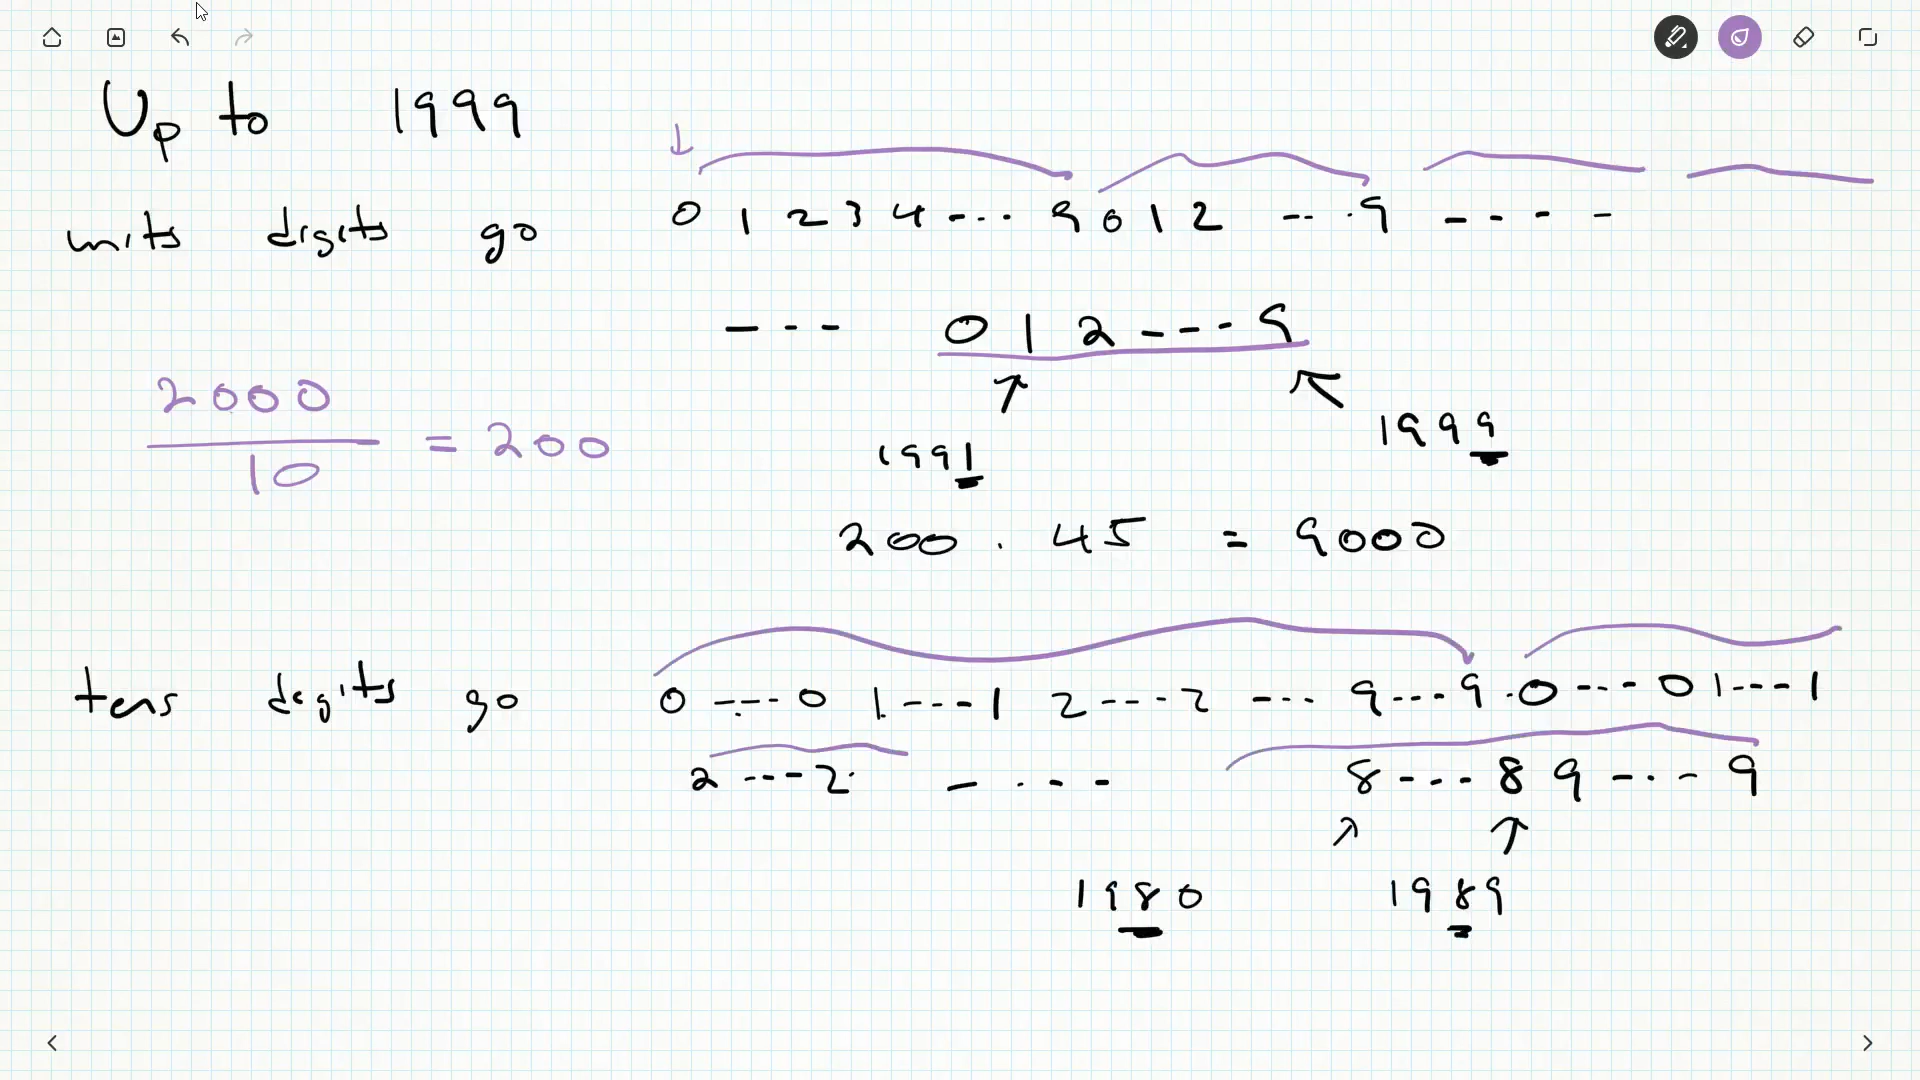 Up to 1999
units digits go 0 1 2 3 4 --- 9 0 1 2 --- 9 ----
--- 0 1 2 --- 9
2000
1991 1999
10 = 200
200 . 45 = 9000
tens degits go 0 --- 0 1 --- 1 2 --- 2 --- 9 --- 9 0 --- 0 1 --- 1
2 --- 2 ---- 8 --- 8 9 --- 9
1980 1989